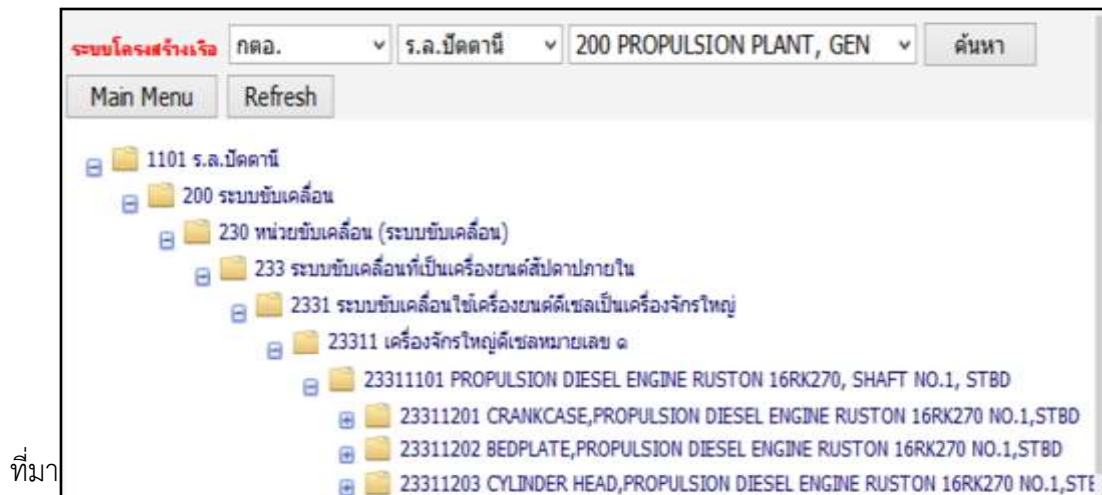 ระบบโครงสร้างเรือ กตอ. ร.ล.ปัตตานี 200 PROPULSION PLANT, GEN ค้นหา
Main Menu Refresh
1101 ร.ล.ปัตตานี
200 ระบบขับเคลื่อน
230 หน่วยขับเคลื่อน (ระบบขับเคลื่อน)
233 ระบบขับเคลื่อนที่เป็นเครื่องยนต์สัปดาปภายใน
2331 ระบบขับเคลื่อนใช้เครื่องยนต์ดีเซลเป็นเครื่องจักรใหญ่
23311 เครื่องจักรใหญ่ดีเซลหมายเลข ๑
23311101 PROPULSION DIESEL ENGINE RUSTON 16RK270, SHAFT NO.1, STBD
23311201 CRANKCASE,PROPULSION DIESEL ENGINE RUSTON 16RK270 NO.1,STBD
23311202 BEDPLATE,PROPULSION DIESEL ENGINE RUSTON 16RK270 NO.1,STBD
23311203 CYLINDER HEAD,PROPULSION DIESEL ENGINE RUSTON 16RK270 NO.1,STE
ที่มา